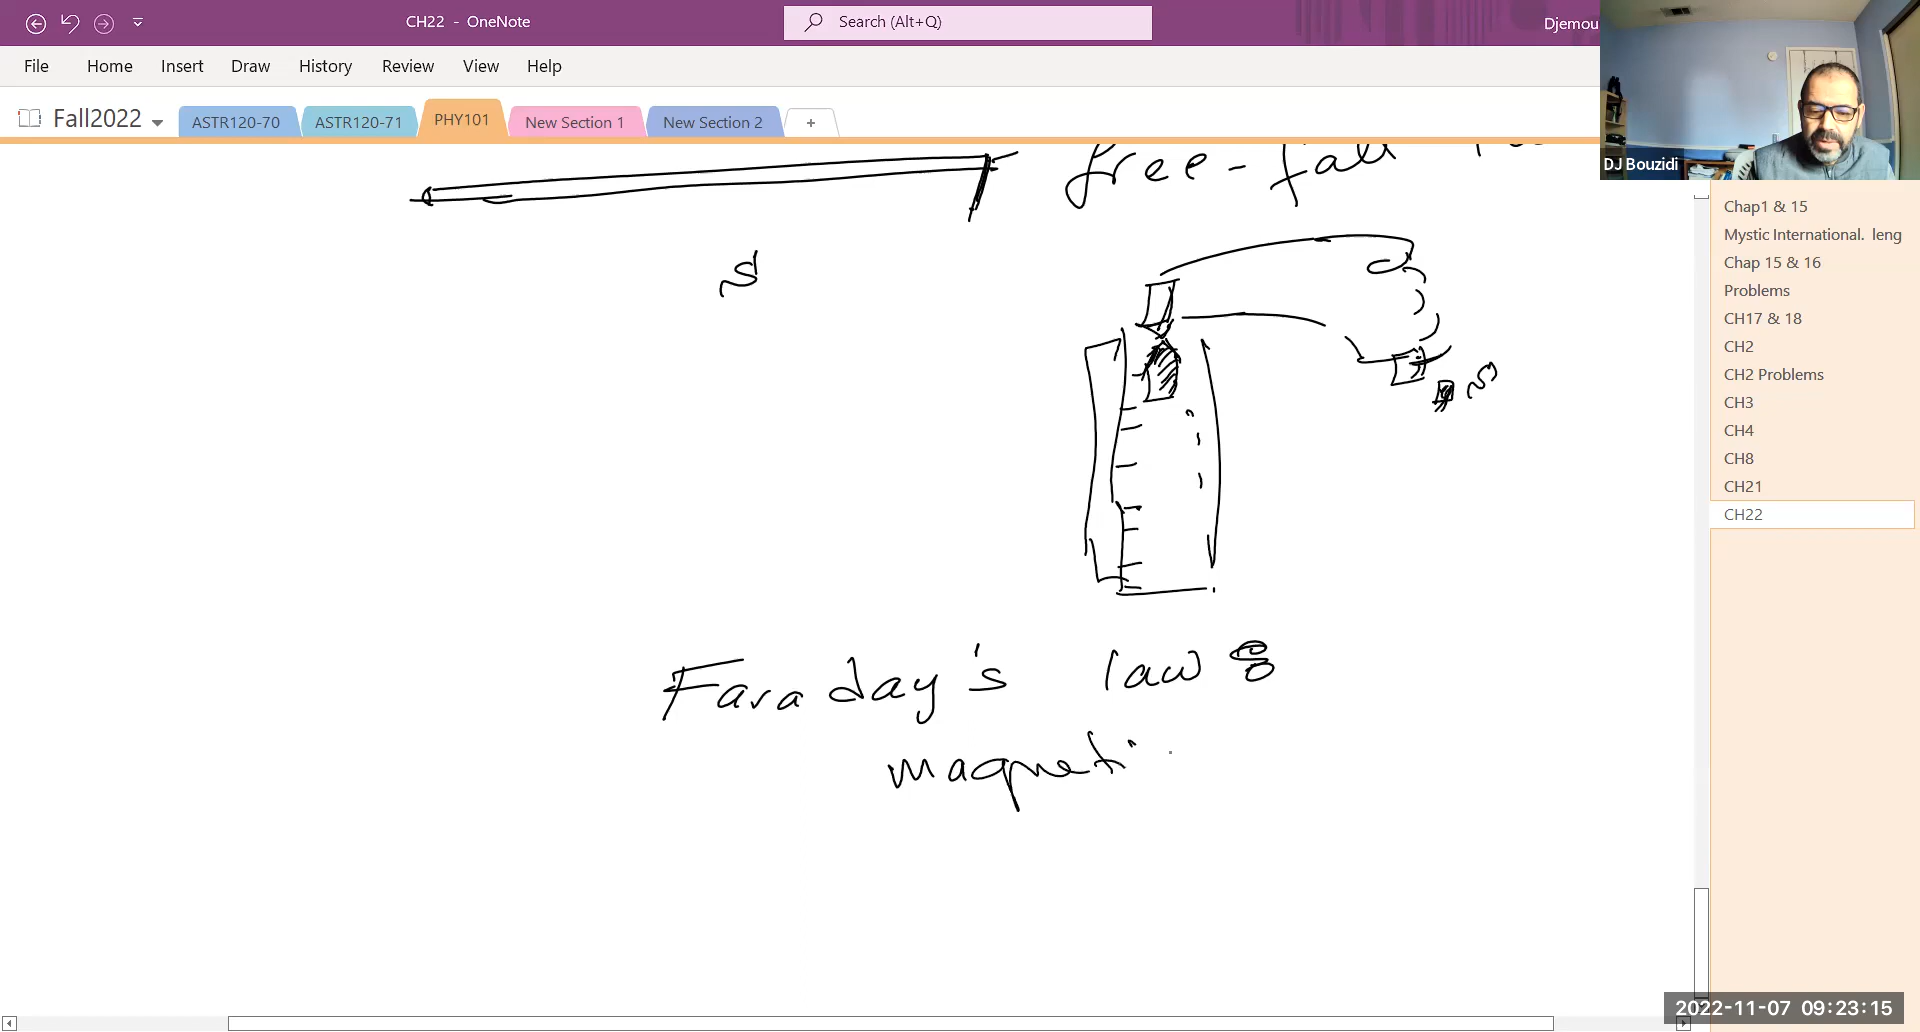 CH22 - OneNote
Search (Alt+Q)
Djemou
File Home Insert Draw History Review View Help
Fall2022
ASTR120-70
ASTR120-71
PHY101
New Section 1
New Section 2
+
DJ Bouzidi
free-fall
S
S
Faraday's law :
magneti
Chap1 & 15
Mystic International. leng
Chap 15 & 16
Problems
CH17 & 18
CH2
CH2 Problems
CH3
CH4
CH8
CH21
CH22
2022-11-07 09:23:15